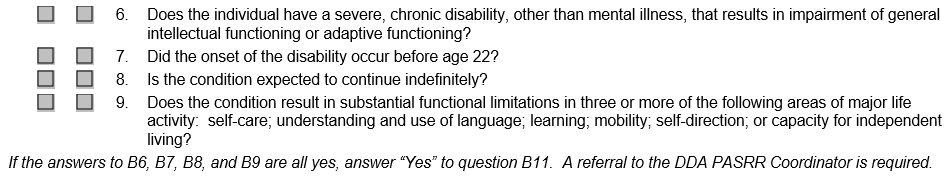 6. Does the individual have a severe, chronic disability, other than mental illness, that results in impairment of general
intellectual functioning or adaptive functioning?
7. Did the onset of the disability occur before age 22?
8. Is the condition expected to continue indefinitely?
9. Does the condition result in substantial functional limitations in three or more of the following areas of major life
activity: self-care; understanding and use of language; learning; mobility; self-direction; or capacity for independent
living?
If the answers to B6, B7, B8, and B9 are all yes, answer “Yes” to question B11. A referral to the DDA PASRR Coordinator is required.